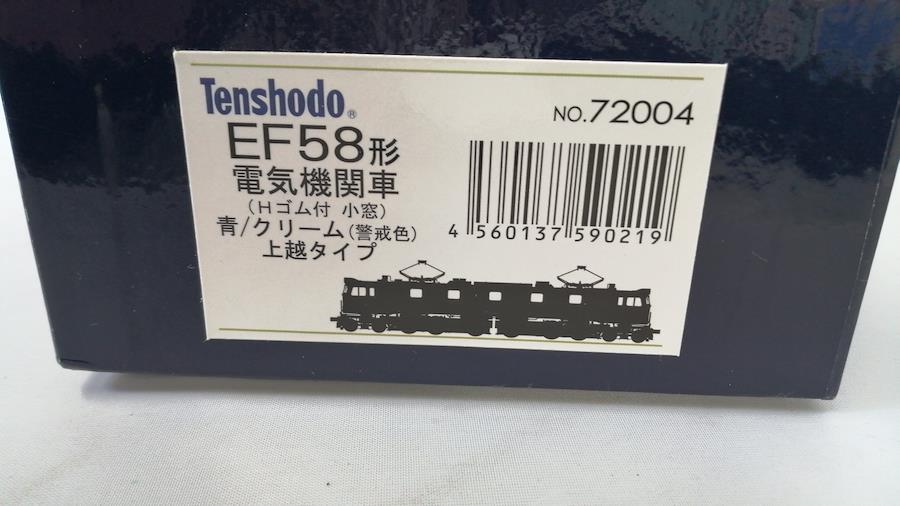 Tenshodo®
NO.72004
EF58形
電気機関車
(Hゴム付 小窓)
青/クリーム(警戒色)
上越タイプ
4 560137 590219